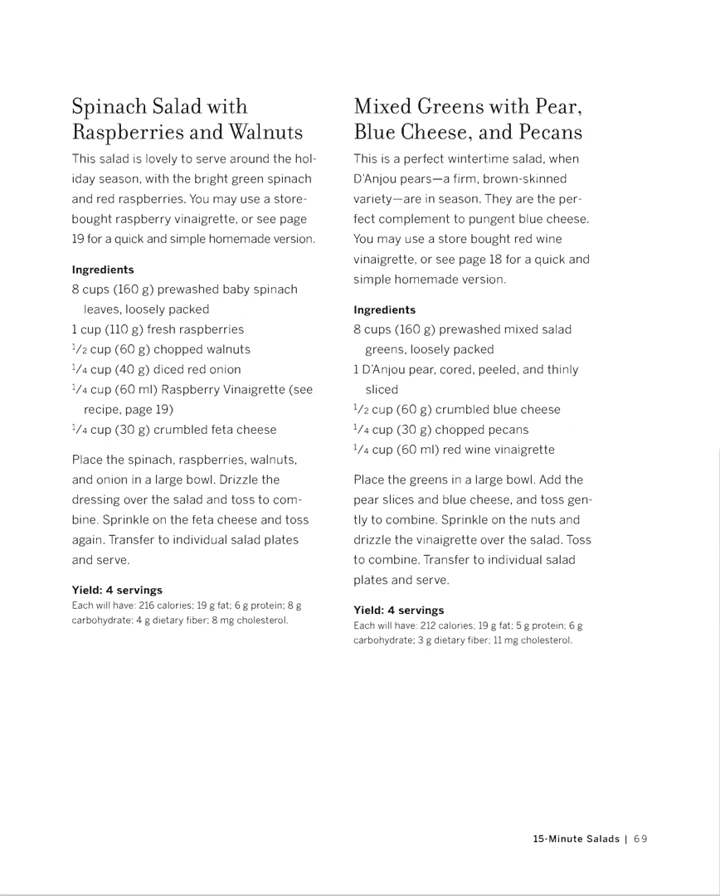 Spinach Salad with
Raspberries and Walnuts
This salad is lovely to serve around the hol-
iday season, with the bright green spinach
and red raspberries. You may use a store-
bought raspberry vinaigrette, or see page
19 for a quick and simple homemade version.
Ingredients
8 cups (160 g) prewashed baby spinach
leaves, loosely packed
1 cup (110 g) fresh raspberries
1/2 cup (60 g) chopped walnuts
1/4 cup (40 g) diced red onion
1/4 cup (60 ml) Raspberry Vinaigrette (see
recipe, page 19)
1/4 cup (30 g) crumbled feta cheese
Place the spinach, raspberries, walnuts,
and onion in a large bowl. Drizzle the
dressing over the salad and toss to com-
bine. Sprinkle on the feta cheese and toss
again. Transfer to individual salad plates
and serve.
Yield: 4 servings
Each will have: 216 calories; 19 g fat; 6 g protein; 8 g
carbohydrate; 4 g dietary fiber; 8 mg cholesterol.
Mixed Greens with Pear,
Blue Cheese, and Pecans
This is a perfect wintertime salad, when
D'Anjou pears—a firm, brown-skinned
variety—are in season. They are the per-
fect complement to pungent blue cheese.
You may use a store bought red wine
vinaigrette, or see page 18 for a quick and
simple homemade version.
Ingredients
8 cups (160 g) prewashed mixed salad
greens, loosely packed
1 D'Anjou pear, cored, peeled, and thinly
sliced
1/2 cup (60 g) crumbled blue cheese
1/4 cup (30 g) chopped pecans
1/4 cup (60 ml) red wine vinaigrette
Place the greens in a large bowl. Add the
pear slices and blue cheese, and toss gen-
tly to combine. Sprinkle on the nuts and
drizzle the vinaigrette over the salad. Toss
to combine. Transfer to individual salad
plates and serve.
Yield: 4 servings
Each will have: 212 calories; 19 g fat; 5 g protein; 6 g
carbohydrate; 3 g dietary fiber; 11 mg cholesterol.
15-Minute Salads | 69